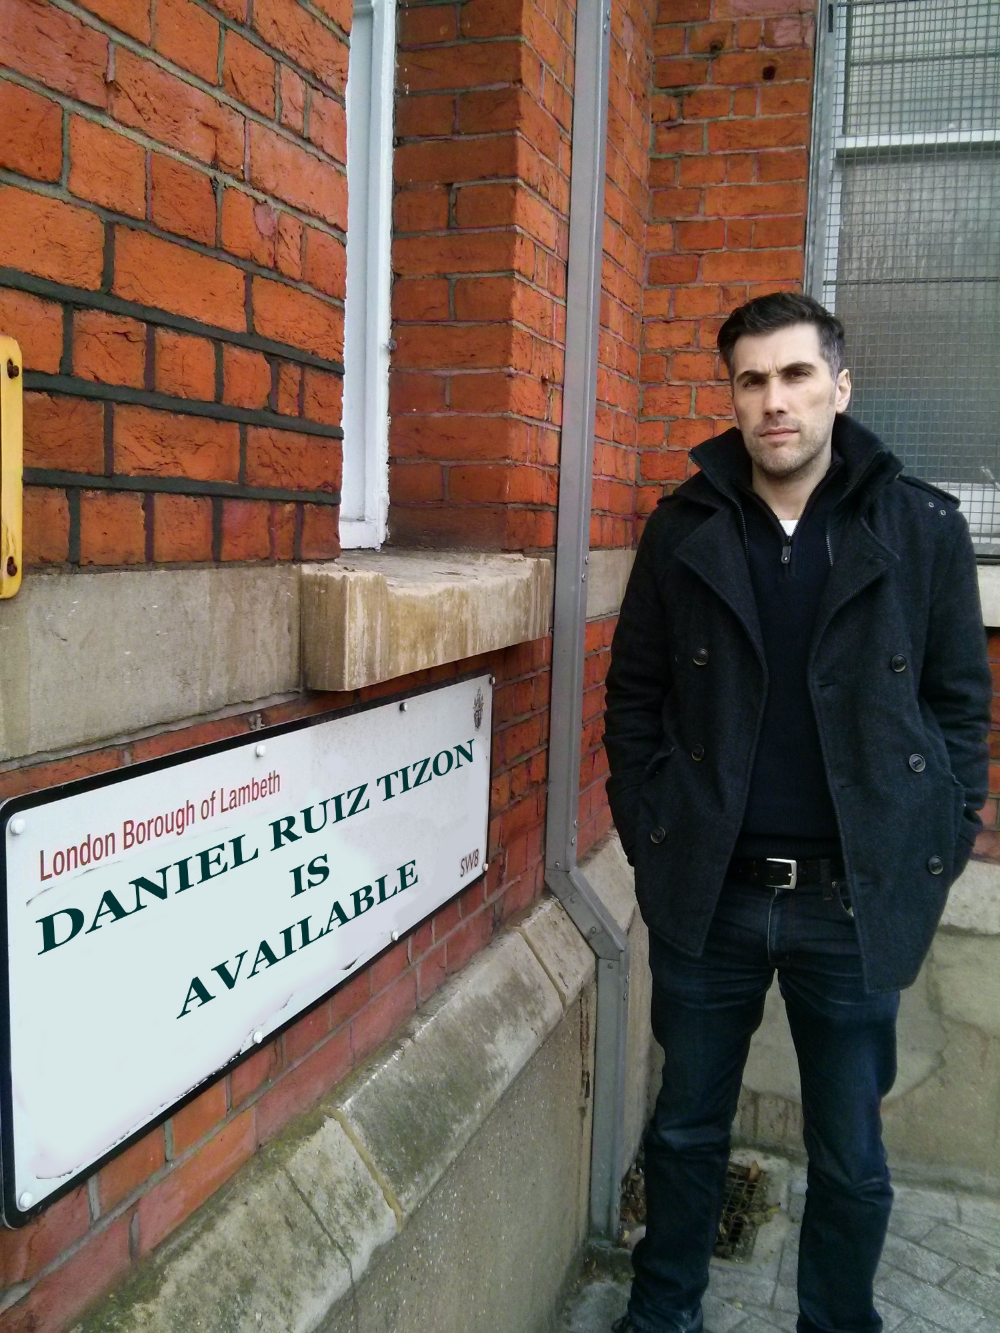 London Borough of Lambeth
DANIEL RUIZ TIZON
IS
AVAILABLE
SW8